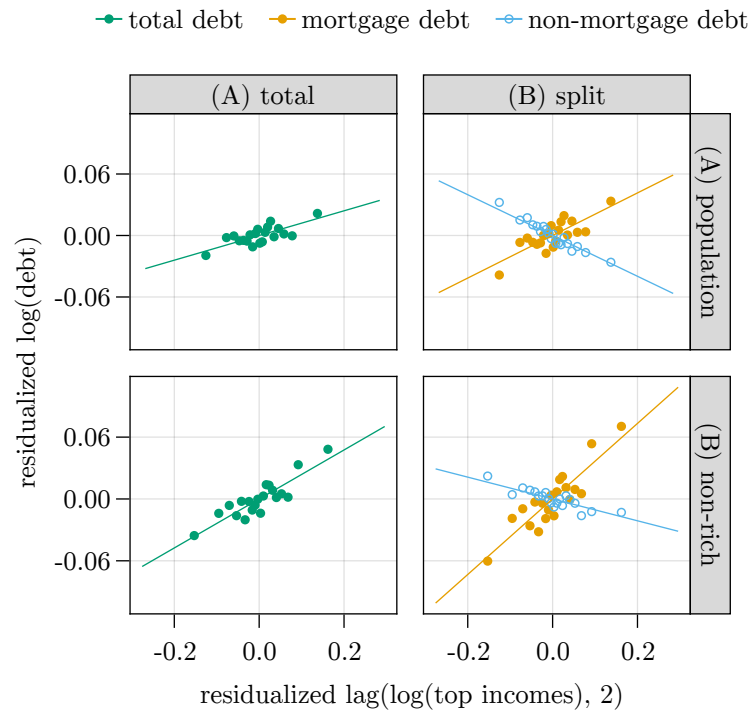 total debt mortgage debt non-mortgage debt
(A) total
(B) split
0.06
0.00
-0.06
(A) population
residualized log(debt)
0.06
0.00
-0.06
(B) non-rich
-0.2 0.0 0.2
-0.2 0.0 0.2
residualized lag(log(top incomes), 2)